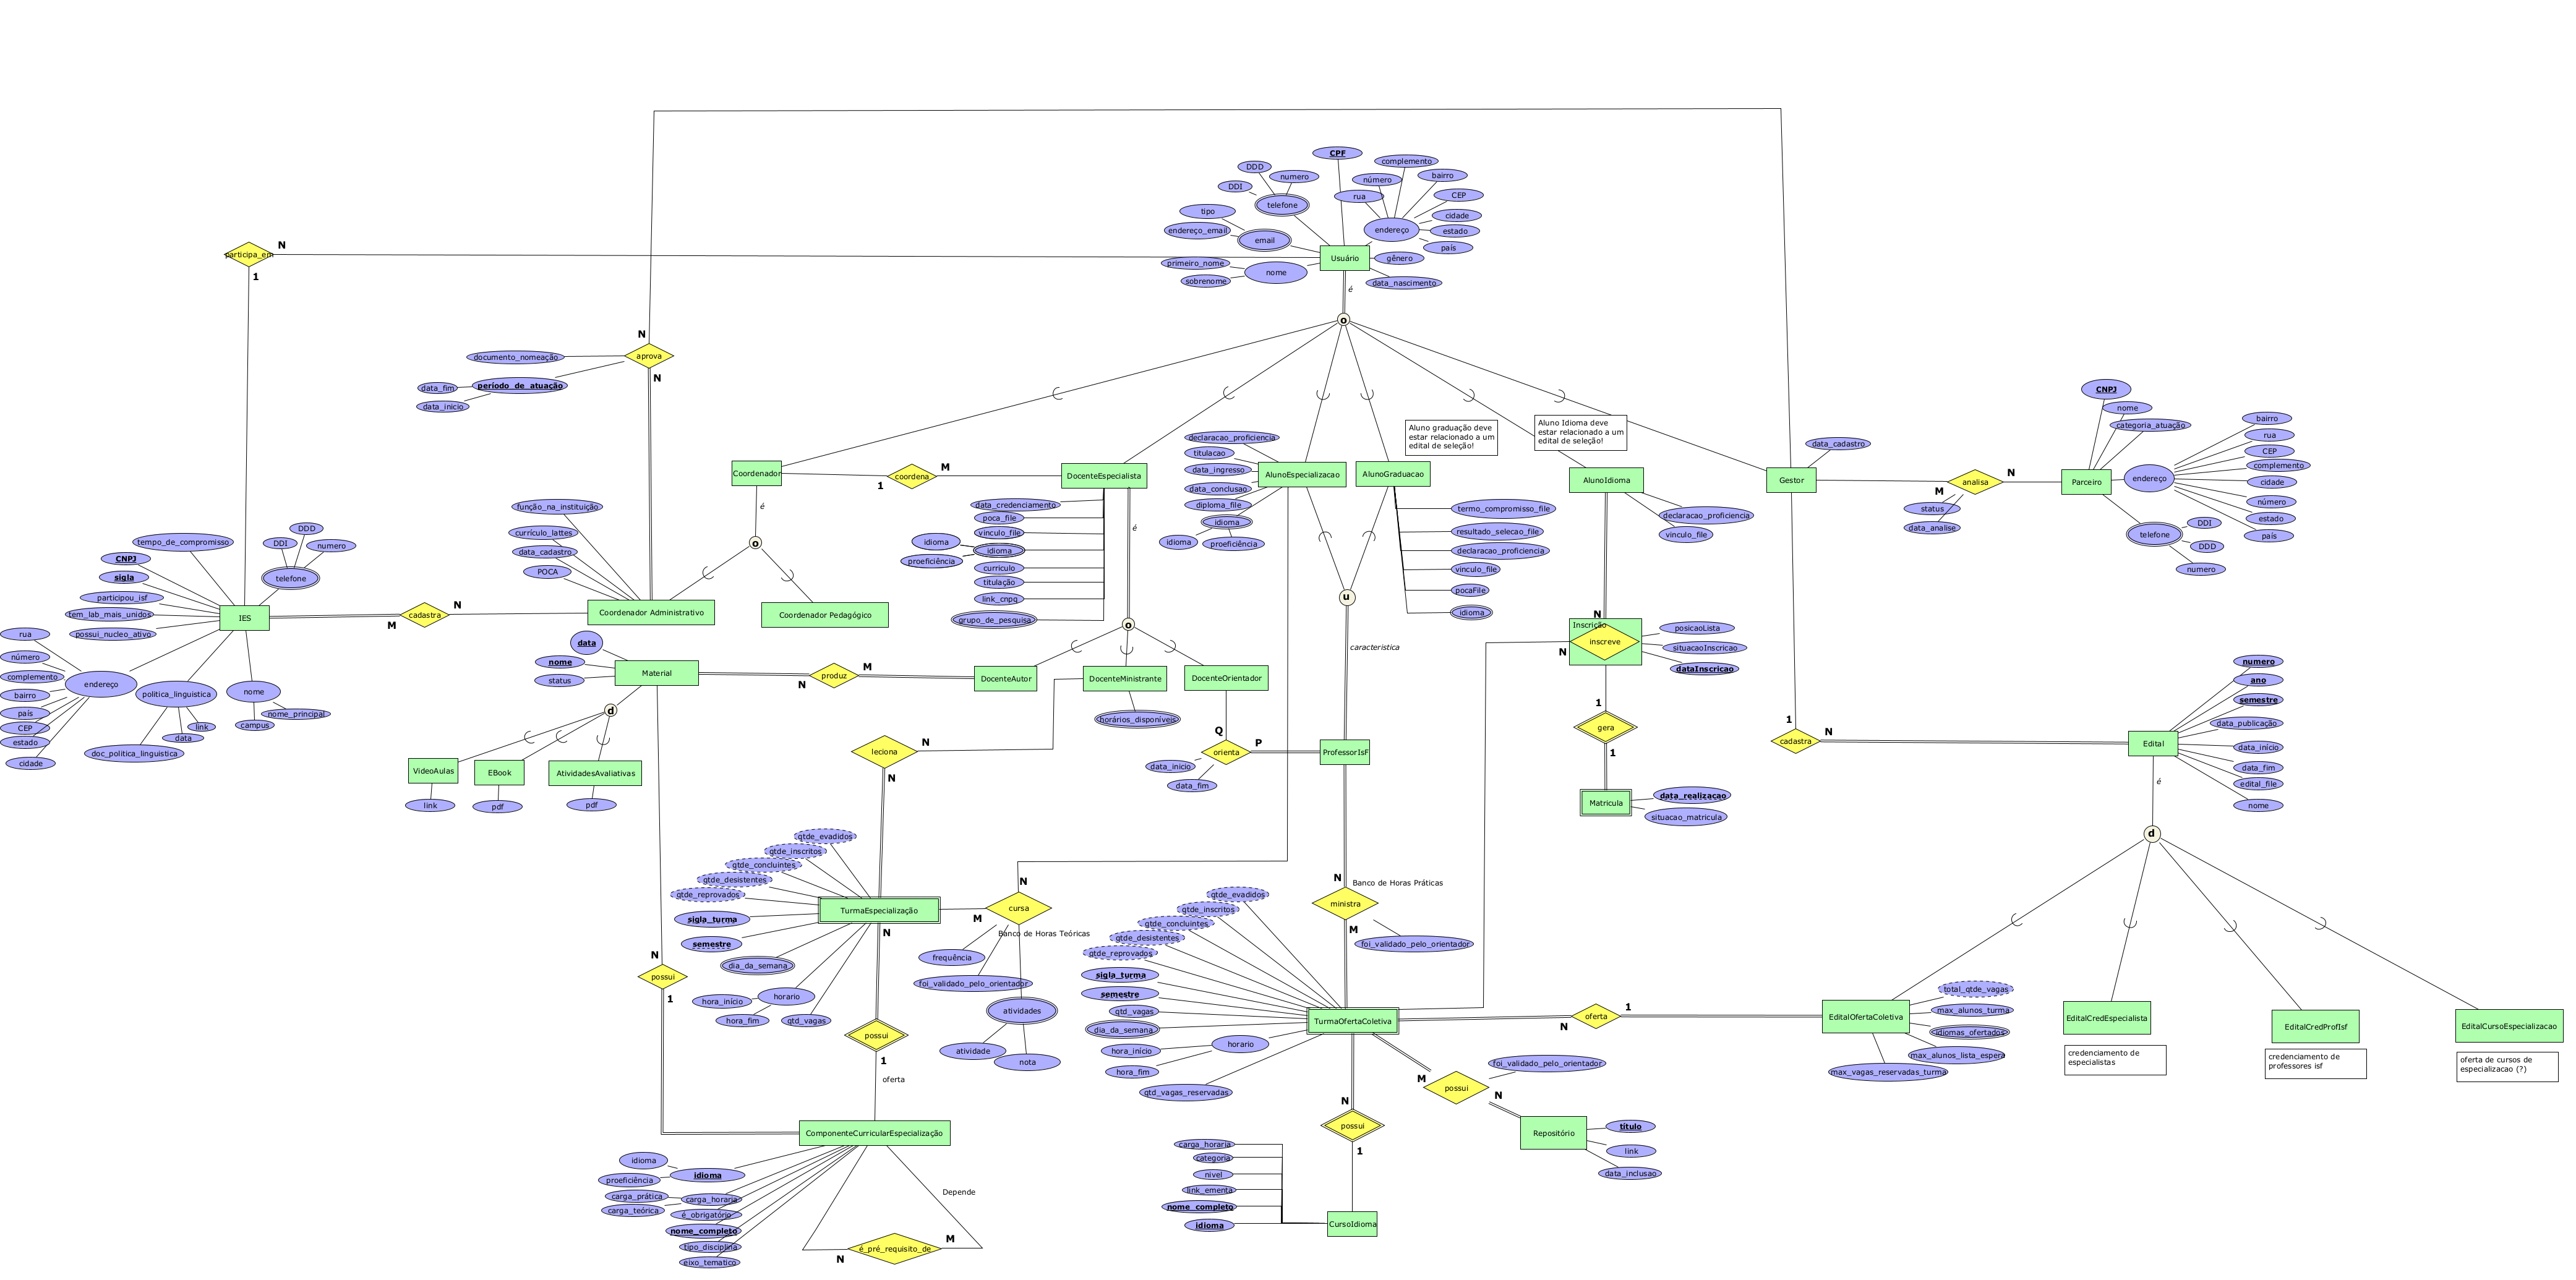 CPF
DDD
numero
DDI
telefone
complemento
número
bairro
rua
CEP
cidade
endereço
estado
país
tipo
endereço_email
email
primeiro_nome
sobrenome
nome
Usuário
gênero
data_nascimento
é
o
participa_em
N
1
N
aprova
N
documento_nomeação
período_de_atuação
data_fim
data_inicio
Aluno graduação deve
estar relacionado a um
edital de seleção!
Aluno Idioma deve
estar relacionado a um
edital de seleção!
Coordenador
coordena
1
M
DocenteEspecialista
data_credenciamento
poca_file
vinculo_file
idioma
idioma
proeficiência
curriculo
titulação
link_cnpq
grupo_de_pesquisa
é
o
declaracao_proficiencia
titulacao
data_ingresso
data_conclusao
diploma_file
idioma
idioma
proeficiência
AlunoEspecializacao
AlunoGraduacao
termo_compromisso_file
resultado_selecao_file
declaracao_proficiencia
vinculo_file
pocaFile
idioma
u
caracteristica
AlunoIdioma
declaracao_proficiencia
vinculo_file
Gestor
data_cadastro
analisa
M
N
status
data_analise
Parceiro
CNPJ
nome
categoria_atuação
endereço
bairro
rua
CEP
complemento
cidade
número
estado
país
telefone
DDI
DDD
numero
é
o
função_na_instituição
currículo_lattes
data_cadastro
POCA
Coordenador Administrativo
Coordenador Pedagógico
cadastra
N
M
IES
tempo_de_compromisso
CNPJ
sigla
participou_isf
tem_lab_mais_unidos
possui_nucleo_ativo
DDD
DDI
numero
telefone
rua
número
complemento
bairro
país
CEP
estado
cidade
endereço
politica_linguistica
doc_politica_linguistica
data
link
nome
campus
nome_principal
data
nome
status
Material
produz
N
M
d
VideoAulas
EBook
AtividadesAvaliativas
link
pdf
pdf
DocenteAutor
DocenteMinistrante
DocenteOrientador
horários_disponíveis
leciona
N
N
orienta
Q
P
data_inicio
data_fim
ProfessorIsF
N
Inscrição
inscreve
N
posicaoLista
situacaoInscricao
dataInscricao
1
gera
1
Matricula
data_realizacao
situacao_matricula
1
cadastra
N
Edital
numero
ano
semestre
data_publicação
data_início
data_fim
edital_file
nome
é
d
qtde_evadidos
qtde_inscritos
qtde_concluintes
qtde_desistentes
qtde_reprovados
sigla_turma
semestre
dia_da_semana
hora_início
hora_fim
horario
qtd_vagas
TurmaEspecialização
N
N
cursa
M
Banco de Horas Teóricas
frequência
foi_validado_pelo_orientador
atividades
atividade
nota
possui
1
oferta
N
possui
1
ComponenteCurricularEspecialização
idioma
proeficiência
idioma
carga_prática
carga_teórica
carga_horaria
é_obrigatório
nome_completo
tipo_disciplina
eixo_tematico
Depende
é_pré_requisito_de
N
M
N
Banco de Horas Práticas
ministra
M
foi_validado_pelo_orientador
qtde_evadidos
qtde_inscritos
qtde_concluintes
qtde_desistentes
qtde_reprovados
sigla_turma
semestre
qtd_vagas
dia_da_semana
hora_início
hora_fim
horario
qtd_vagas_reservadas
TurmaOfertaColetiva
oferta
N
1
EditalOfertaColetiva
total_qtde_vagas
max_alunos_turma
idiomas_ofertados
max_alunos_lista_espera
max_vagas_reservadas_turma
EditalCredEspecialista
credenciamento de
especialistas
EditalCredProfIsf
credenciamento de
professores isf
EditalCursoEspecializacao
oferta de cursos de
especializacao (?)
foi_validado_pelo_orientador
M
possui
N
Repositório
título
link
data_inclusao
N
possui
1
CursoIdioma
carga_horaria
categoria
nivel
link_ementa
nome_completo
idioma